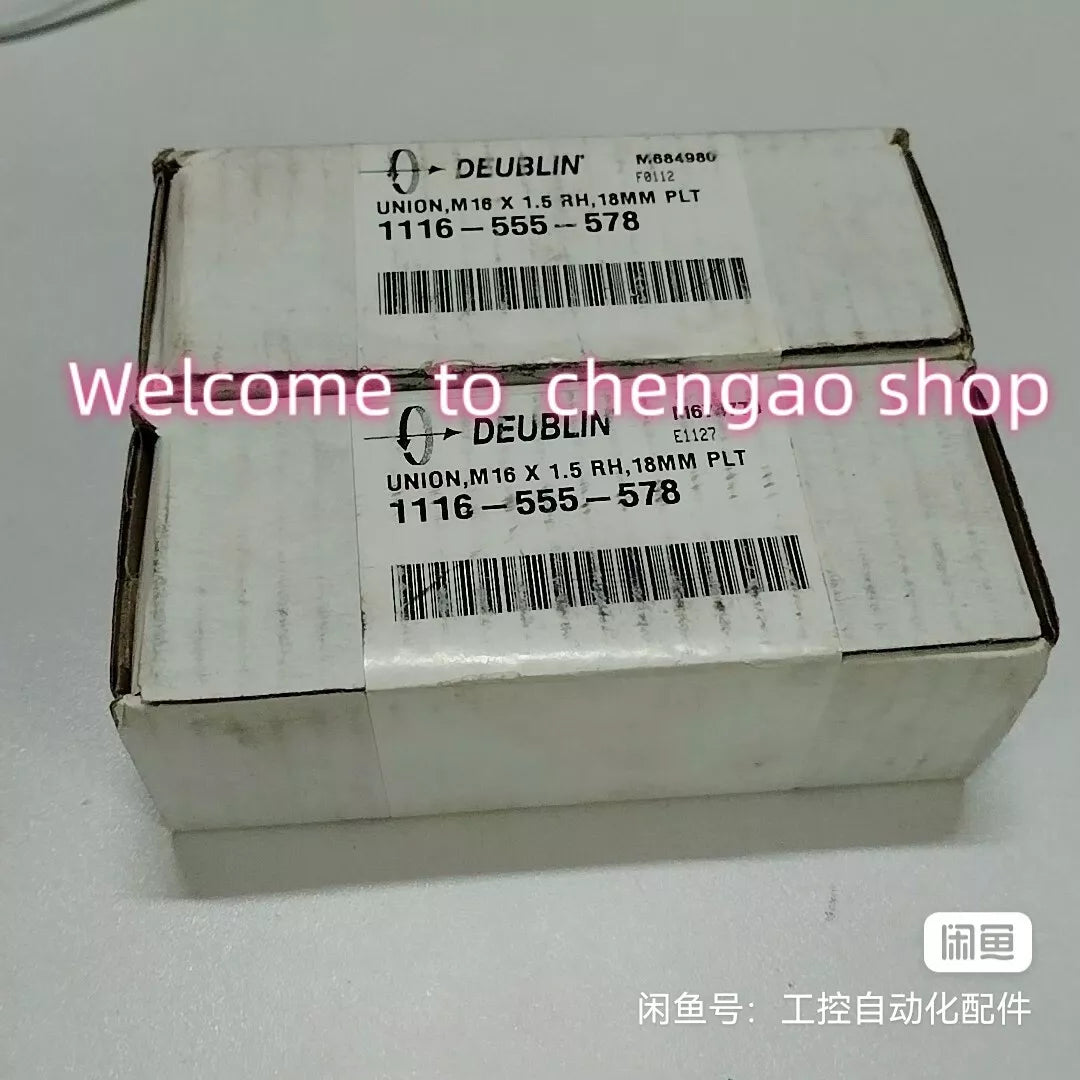 DEUBLIN
M684980
F0112
UNION,M16 X 1.5 RH,18MM PLT
1116-555-578
Welcome to chengao shop
DEUBLIN
E1127
UNION,M16 X 1.5 RH,18MM PLT
1116-555-578
闲鱼
闲鱼号：工控自动化配件